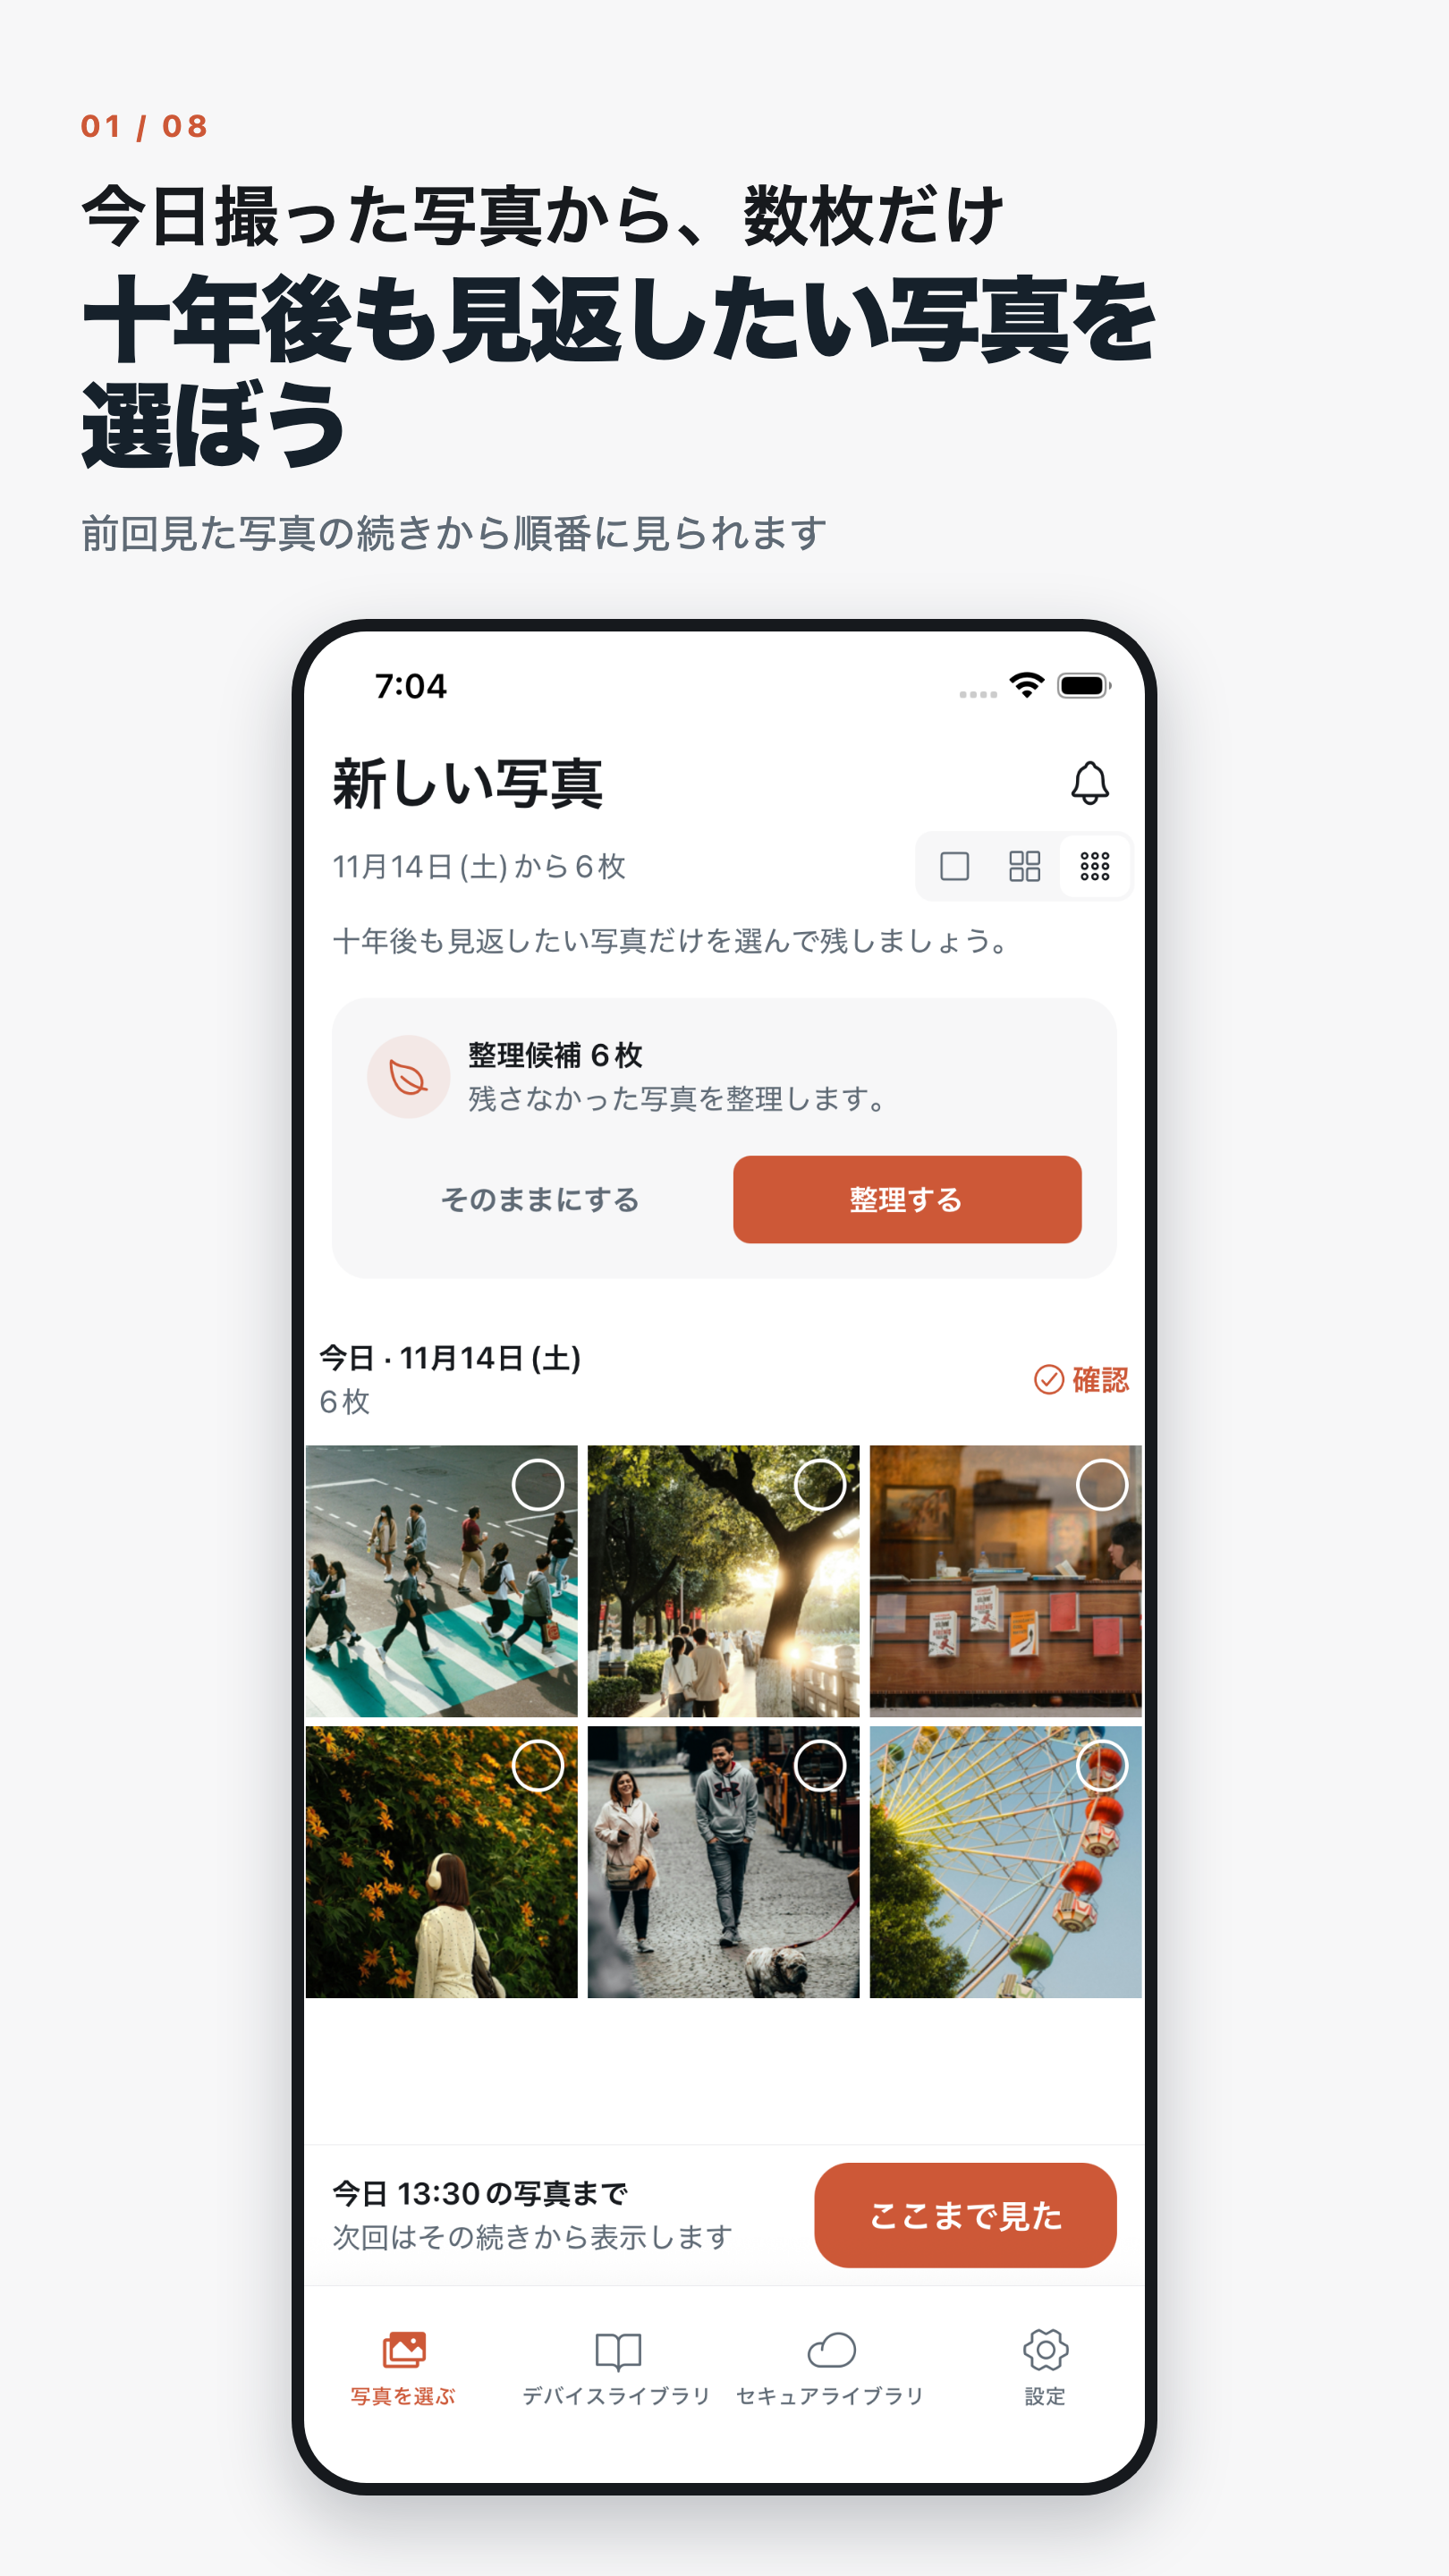 01 / 08
今日撮った写真から、数枚だけ
十年後も見返したい写真を
選ぼう
前回見た写真の続きから順番に見られます
7:04
新しい写真
11月14日(土)から6枚
十年後も見返したい写真だけを選んで残しましょう。
整理候補 6枚
残さなかった写真を整理します。
そのままにする
整理する
今日 · 11月14日(土)
6枚
確認
今日 13:30の写真まで
次回はその続きから表示します
ここまで見た
写真を選ぶ
デバイスライブラリ
セキュアライブラリ
設定